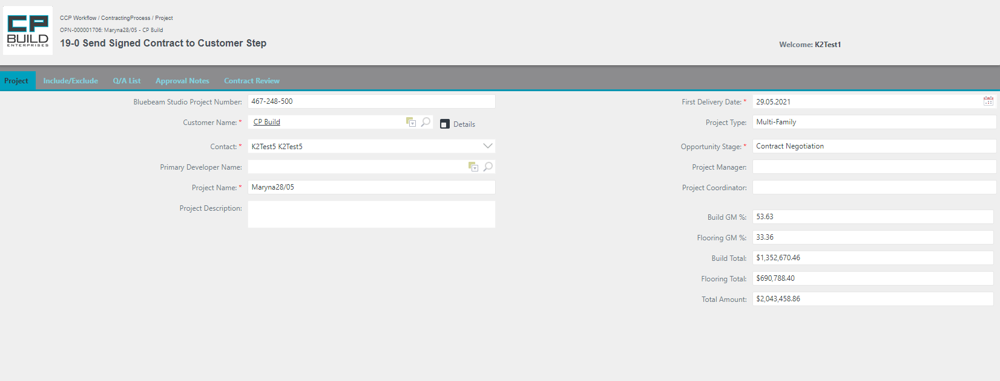 CP
BUILD
ENTERPRISES
CCP Workflow / ContractingProcess / Project
OPN-000001706: Maryna28/05 - CP Build
19-0 Send Signed Contract to Customer Step
Welcome: K2Test1
Project Include/Exclude Q/A List Approval Notes Contract Review
Bluebeam Studio Project Number: 467-248-500
Customer Name: * CP Build Details
Contact: * K2Test5 K2Test5
Primary Developer Name:
Project Name: * Maryna28/05
Project Description:
First Delivery Date: * 29.05.2021
Project Type: Multi-Family
Opportunity Stage: * Contract Negotiation
Project Manager:
Project Coordinator:
Build GM %: 53.63
Flooring GM %: 33.36
Build Total: $1,352,670.46
Flooring Total: $690,788.40
Total Amount: $2,043,458.86